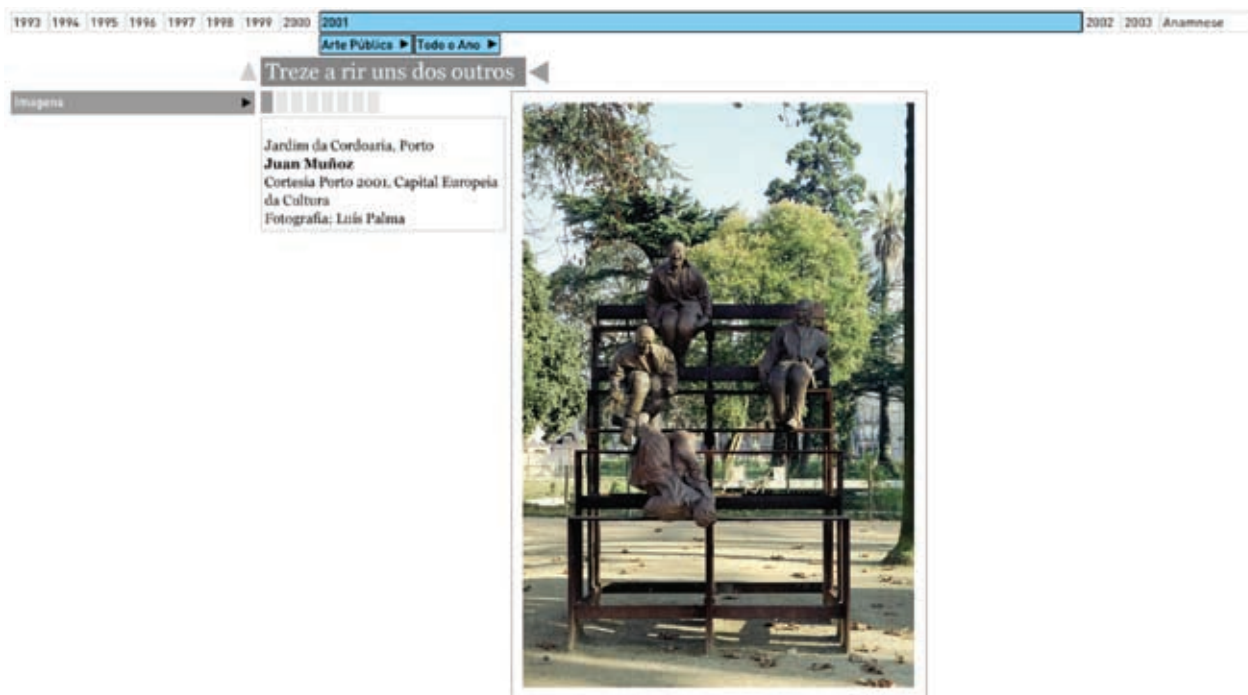 1993 1994 1995 1996 1997 1998 1999 2000 2001 2002 2003 Anamnese
Arte Pública Todo o Ano
Treze a rir uns dos outros
Imagens
Jardim da Cordoaria, Porto
Juan Muñoz
Cortesia Porto 2001, Capital Europeia
da Cultura
Fotografia: Luís Palma